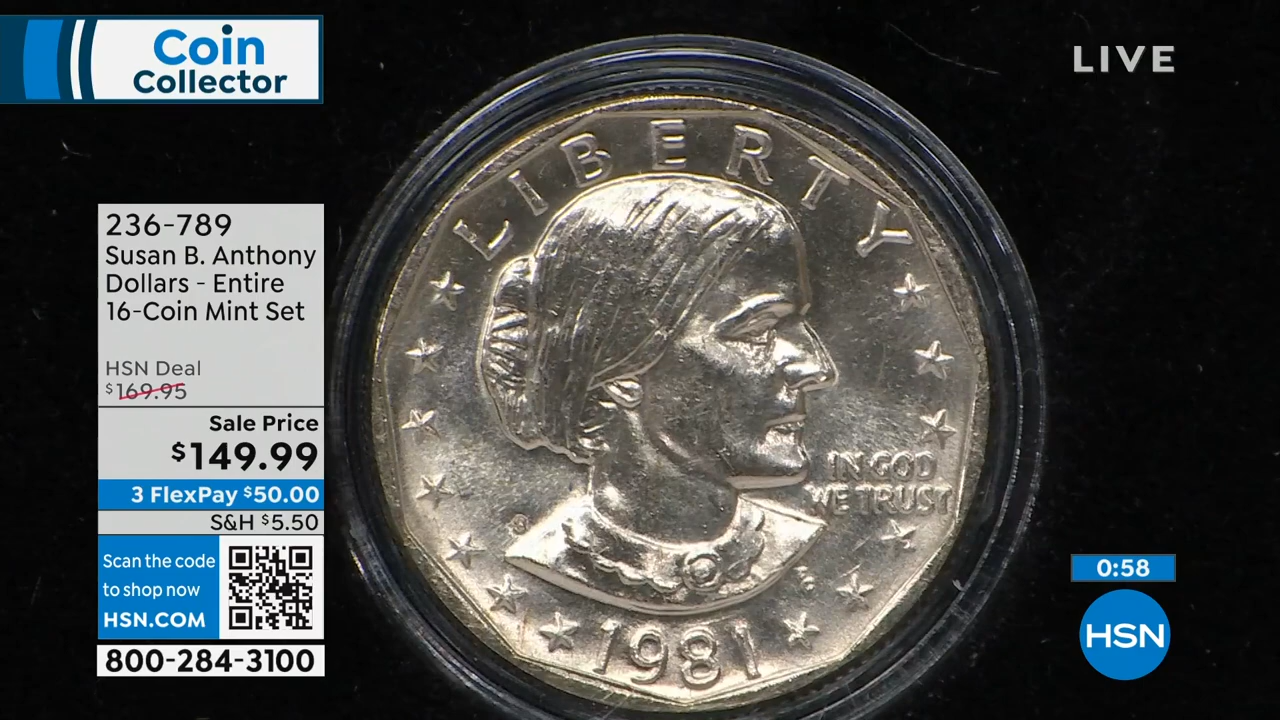 Coin
Collector
LIVE
236-789
Susan B. Anthony
Dollars - Entire
16-Coin Mint Set
HSN Deal
$169.95
Sale Price
$149.99
3 FlexPay $50.00
S&H $5.50
Scan the code
to shop now
HSN.COM
800-284-3100
LIBERTY
IN GOD
WE TRUST
1981
0:58
HSN